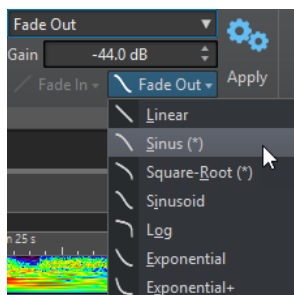 Fade Out
Gain -44.0 dB
Fade In Fade Out Apply
Linear
Sinus (*)
Square-Root (*)
Sinusoid
n 25 s
Log
Exponential
Exponential+